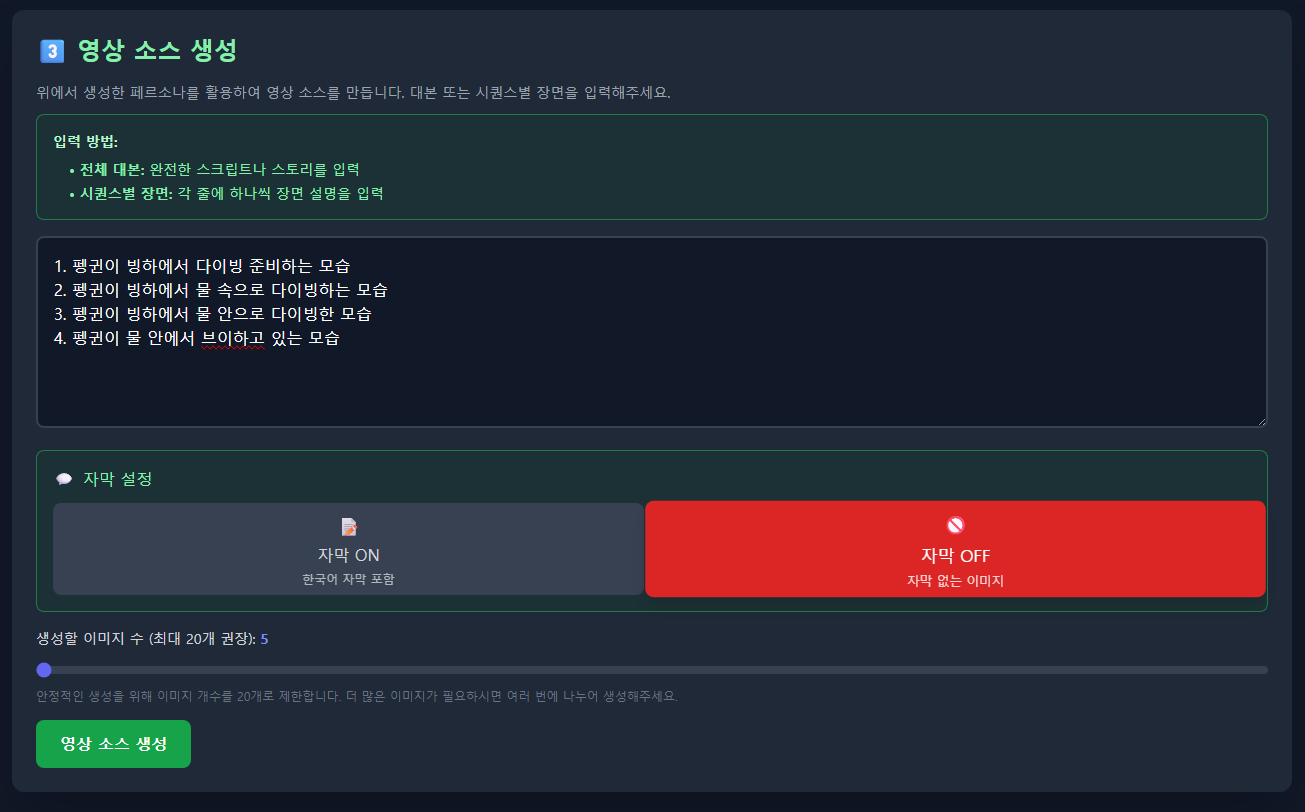 3 영상 소스 생성
위에서 생성한 페르소나를 활용하여 영상 소스를 만듭니다. 대본 또는 시퀀스별 장면을 입력해주세요.
입력 방법:
• 전체 대본: 완전한 스크립트나 스토리를 입력
• 시퀀스별 장면: 각 줄에 하나씩 장면 설명을 입력
1. 펭귄이 빙하에서 다이빙 준비하는 모습
2. 펭귄이 빙하에서 물 속으로 다이빙하는 모습
3. 펭귄이 빙하에서 물 안으로 다이빙한 모습
4. 펭귄이 물 안에서 브이하고 있는 모습
자막 설정
자막 ON
한국어 자막 포함
자막 OFF
자막 없는 이미지
생성할 이미지 수 (최대 20개 권장): 5
안정적인 생성을 위해 이미지 개수를 20개로 제한합니다. 더 많은 이미지가 필요하시면 여러 번에 나누어 생성해주세요.
영상 소스 생성